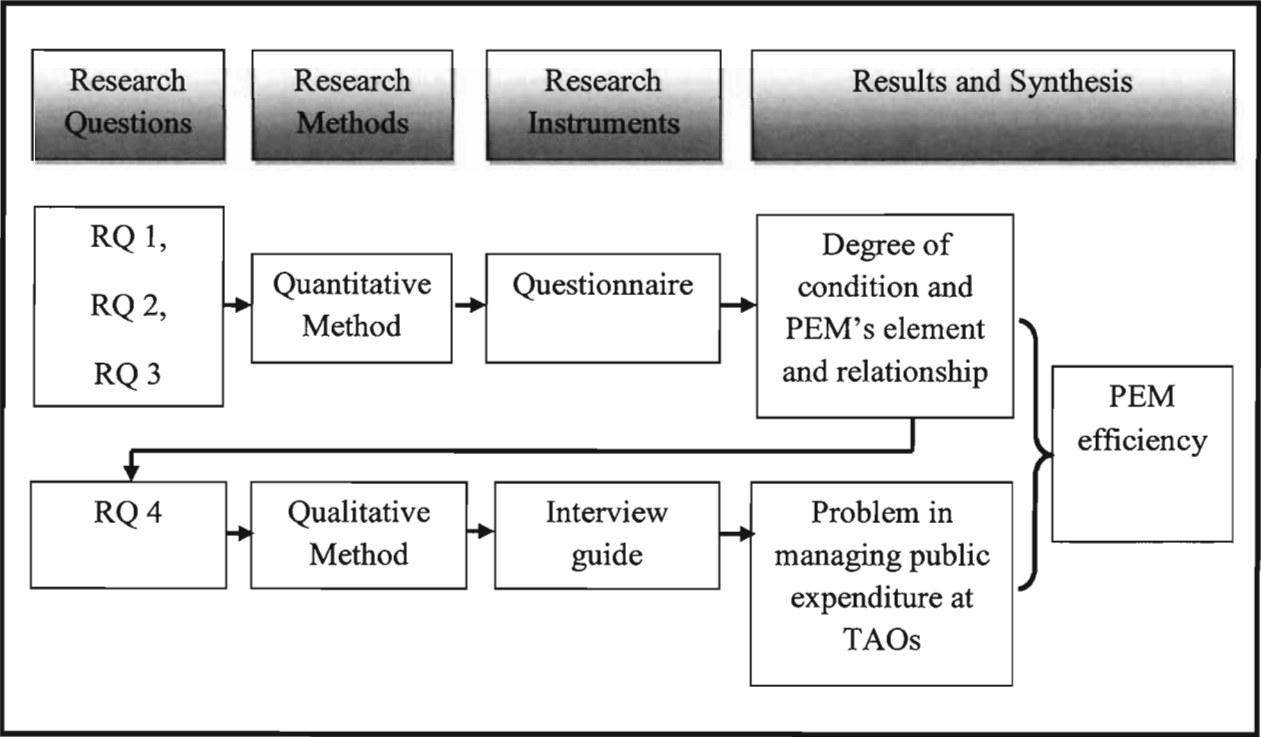 Research
Questions
Research
Methods
Research
Instruments
Results and Synthesis
RQ 1,
RQ 2,
RQ 3
Quantitative
Method
Questionnaire
Degree of
condition and
PEM's element
and relationship
PEM
efficiency
RQ 4
Qualitative
Method
Interview
guide
Problem in
managing public
expenditure at
TAOs